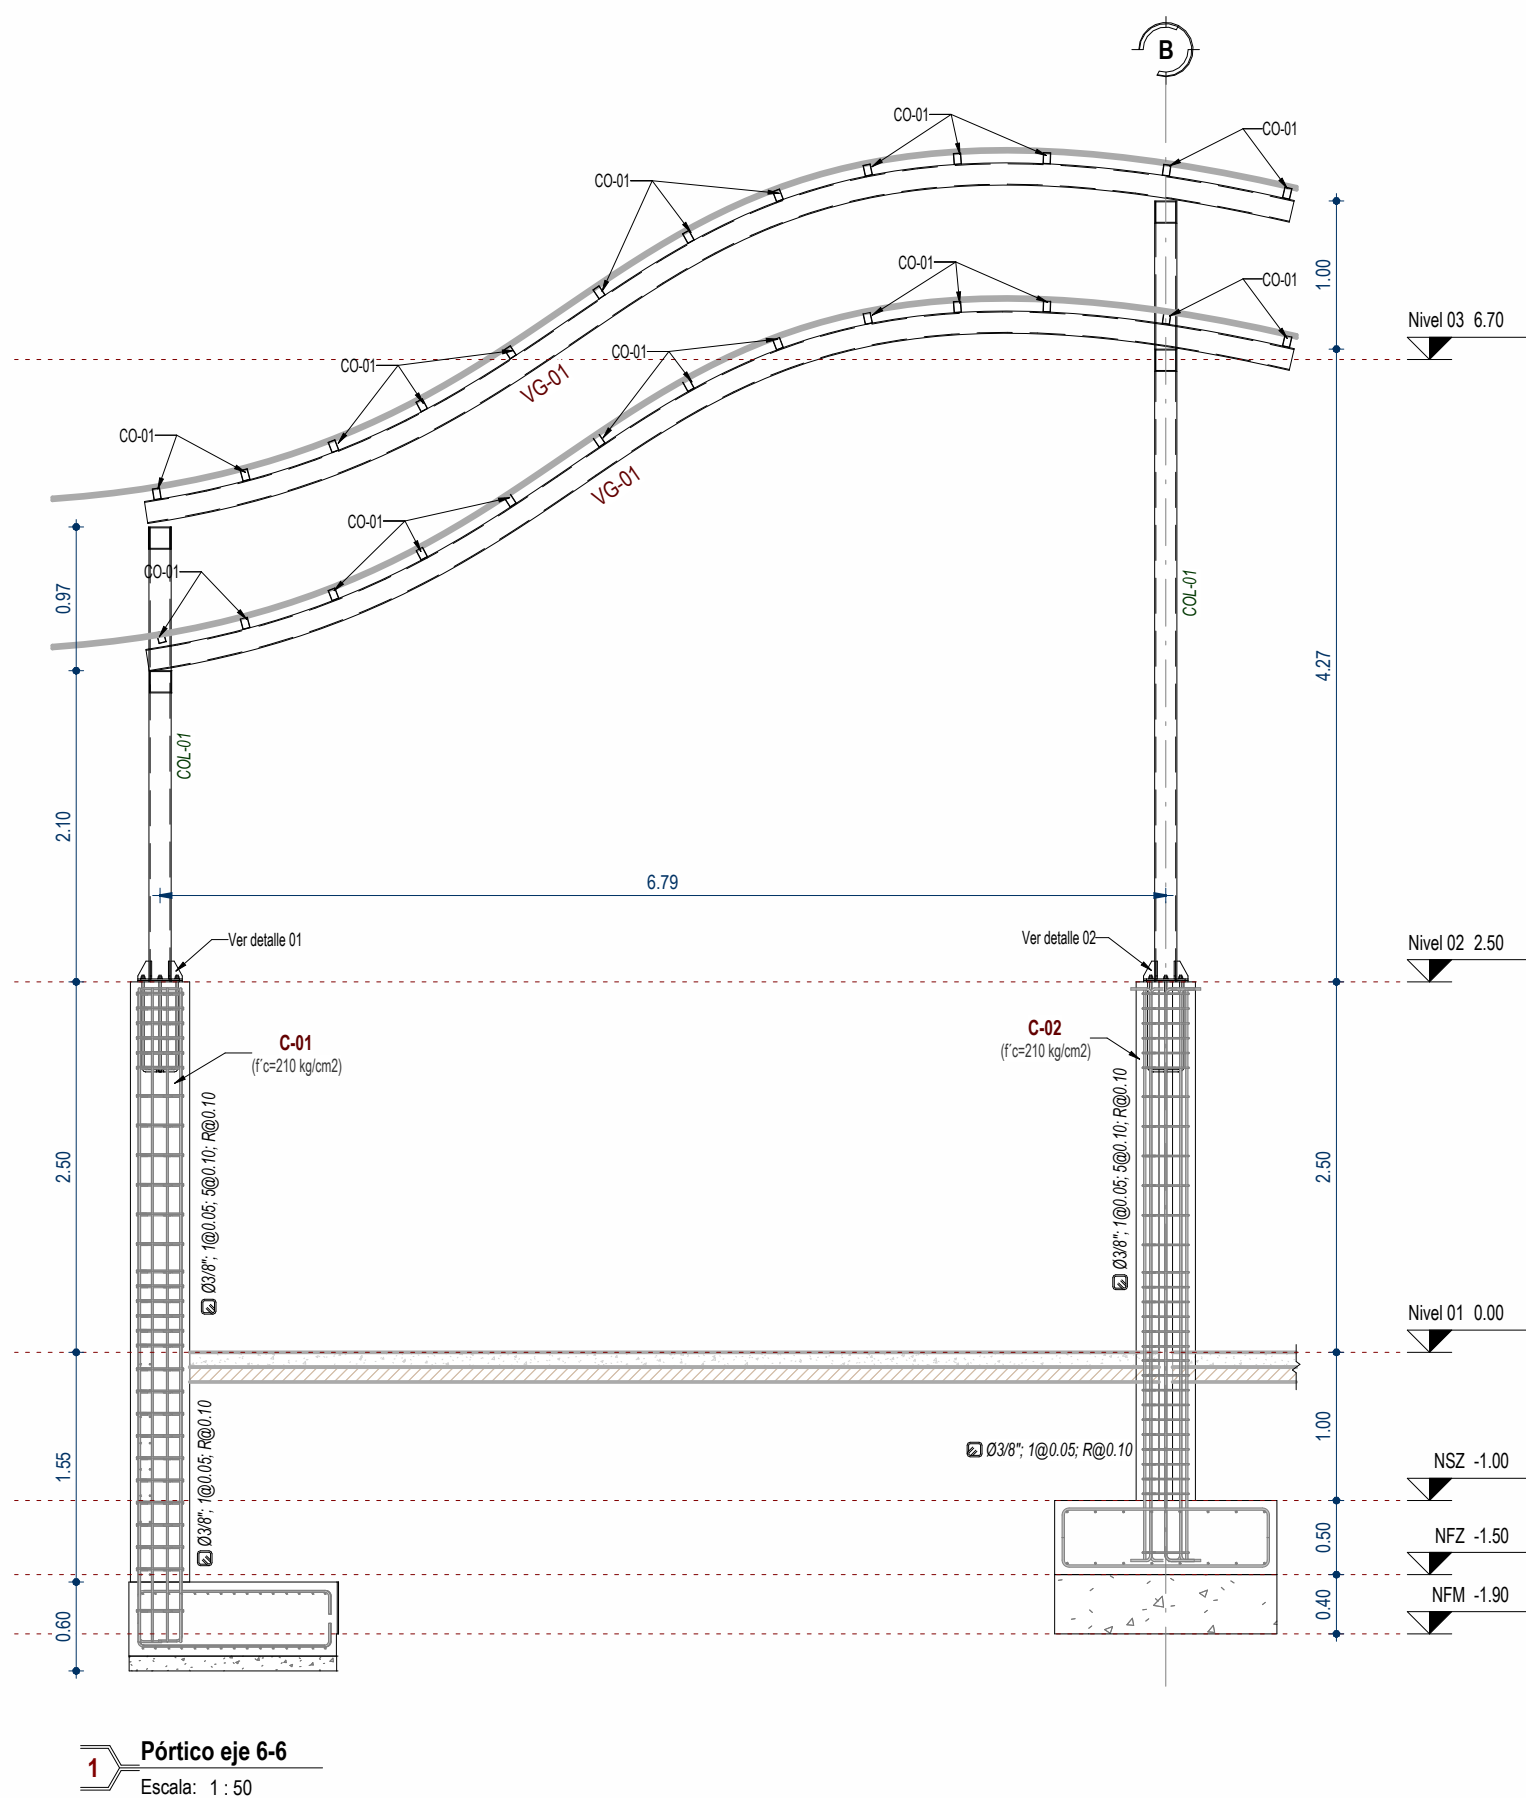 B
CO-01
CO-01
CO-01
CO-01
CO-01
1.00
Nivel 03 6.70
CO-01
CO-01
VG-01
CO-01
VG-01
CO-01
CO-01
0.97
COL-01
4.27
COL-01
2.10
6.79
Ver detalle 01
Ver detalle 02
Nivel 02 2.50
C-01
(f´c=210 kg/cm2)
C-02
(f´c=210 kg/cm2)
2.50
Ø3/8"; 1@0.05; 5@0.10; R@0.10
Ø3/8"; 1@0.05; 5@0.10; R@0.10
2.50
Nivel 01 0.00
1.55
Ø3/8"; 1@0.05; R@0.10
Ø3/8"; 1@0.05; R@0.10
1.00
NSZ -1.00
0.50
NFZ -1.50
0.60
0.40
NFM -1.90
1
Pórtico eje 6-6
Escala: 1 : 50